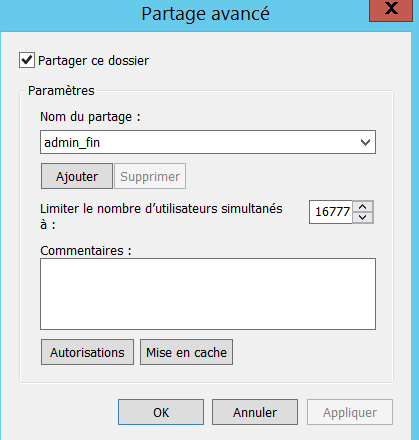 Partage avancé
Partager ce dossier
Paramètres
Nom du partage :
admin_fin
Ajouter
Supprimer
Limiter le nombre d'utilisateurs simultanés
à :
16777
Commentaires :
Autorisations
Mise en cache
OK
Annuler
Appliquer